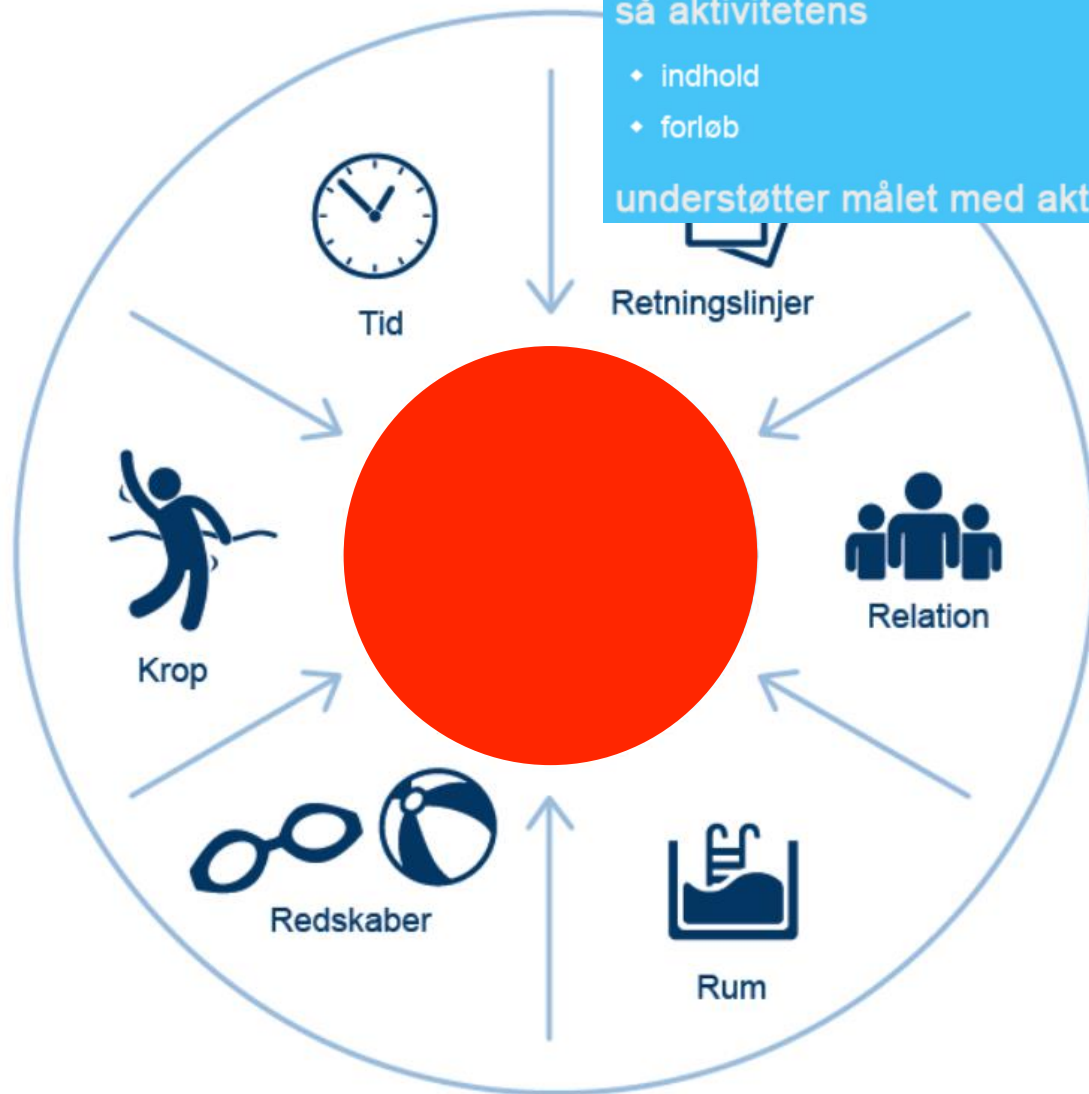 så aktivitetens
indhold
forløb
understøtter målet med akt
Tid
Retningslinjer
Krop
Relation
Redskaber
Rum